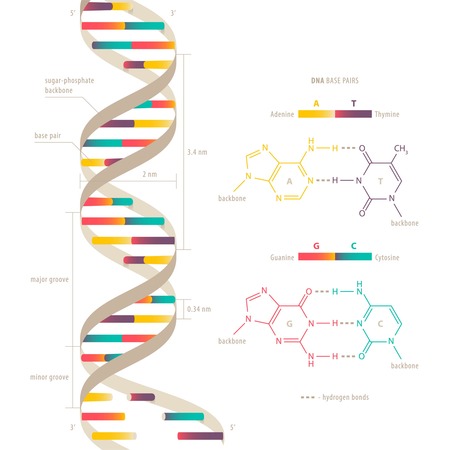 5'
3'
DNA BASE PAIRS
sugar-phosphate
backbone
A
T
Adenine
Thymine
base pair
3.4 nm
2 nm
N
N
N
N
N
H
H
O
CH₃
A
H
N
T
N
O
backbone
backbone
G
C
Guanine
Cytosine
major groove
0.34 nm
minor groove
N
N
O
H
N
H
G
N
H
N
C
N
N
H
O
N
H
backbone
backbone
- hydrogen bonds
3'
5'